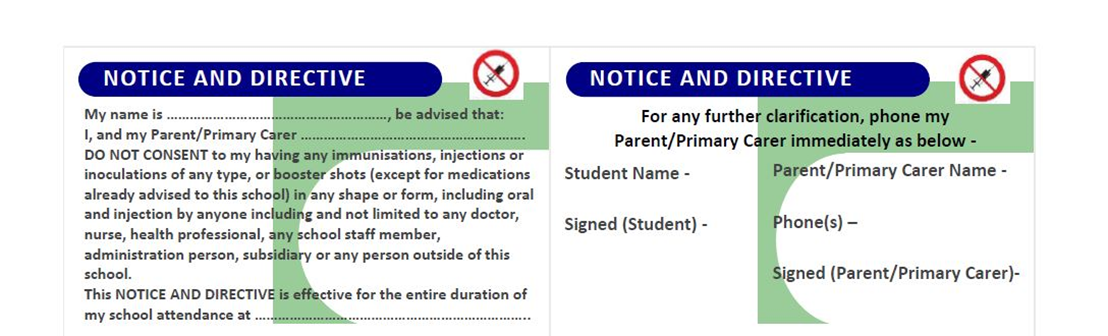 NOTICE AND DIRECTIVE
My name is ……………………………………………, be advised that:
I, and my Parent/Primary Carer ……………………………………………
DO NOT CONSENT to my having any immunisations, injections or
inoculations of any type, or booster shots (except for medications
already advised to this school) in any shape or form, including oral
and injection by anyone including and not limited to any doctor,
nurse, health professional, any school staff member,
administration person, subsidiary or any person outside of this
school.
This NOTICE AND DIRECTIVE is effective for the entire duration of
my school attendance at …………………………………………………………..
NOTICE AND DIRECTIVE
For any further clarification, phone my
Parent/Primary Carer immediately as below -
Student Name -
Signed (Student) -
Parent/Primary Carer Name -
Phone(s) –
Signed (Parent/Primary Carer)-